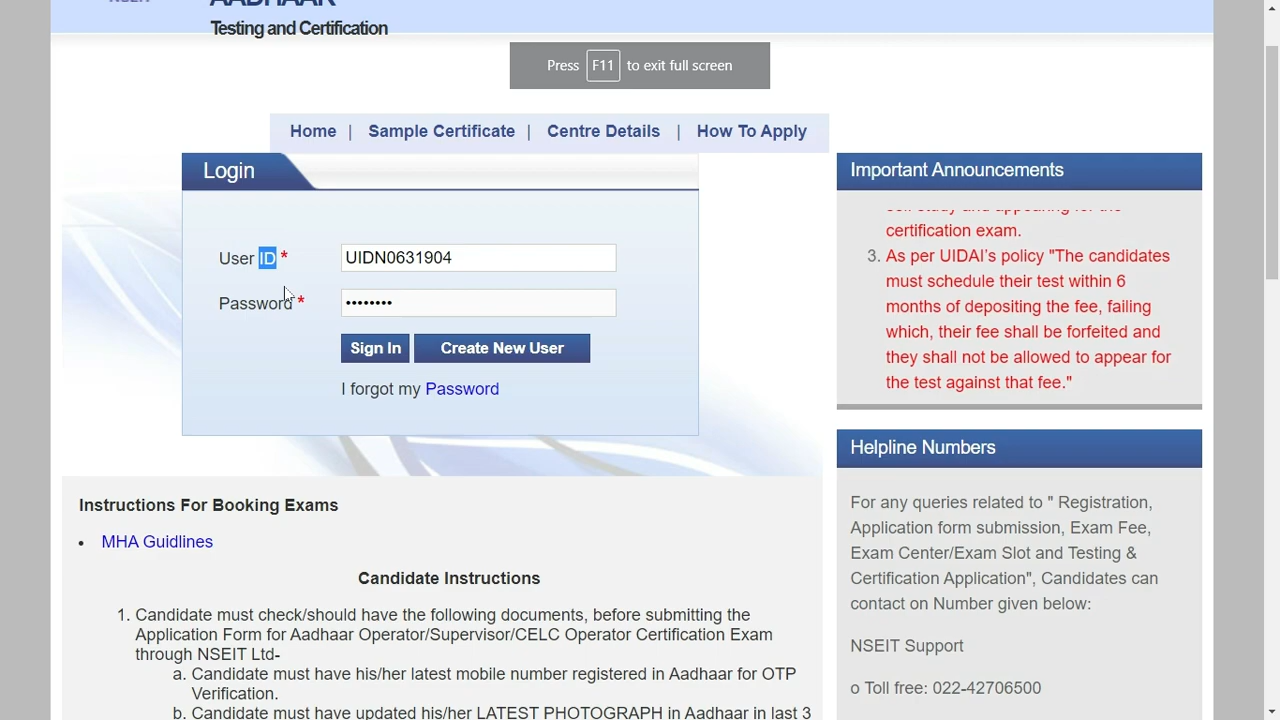 NSEIT
AADHAAR
Testing and Certification
Press F11 to exit full screen
Home | Sample Certificate | Centre Details | How To Apply
Login
User ID *
UIDN0631904
Password *
••••••••
Sign In
Create New User
I forgot my Password
Important Announcements
self study and appearing for the
certification exam.
3. As per UIDAI's policy "The candidates
must schedule their test within 6
months of depositing the fee, failing
which, their fee shall be forfeited and
they shall not be allowed to appear for
the test against that fee."
Helpline Numbers
For any queries related to " Registration,
Application form submission, Exam Fee,
Exam Center/Exam Slot and Testing &
Certification Application", Candidates can
contact on Number given below:
NSEIT Support
o Toll free: 022-42706500
Instructions For Booking Exams
• MHA Guidlines
Candidate Instructions
1. Candidate must check/should have the following documents, before submitting the
Application Form for Aadhaar Operator/Supervisor/CELC Operator Certification Exam
through NSEIT Ltd-
a. Candidate must have his/her latest mobile number registered in Aadhaar for OTP
Verification.
b. Candidate must have updated his/her LATEST PHOTOGRAPH in Aadhaar in last 3